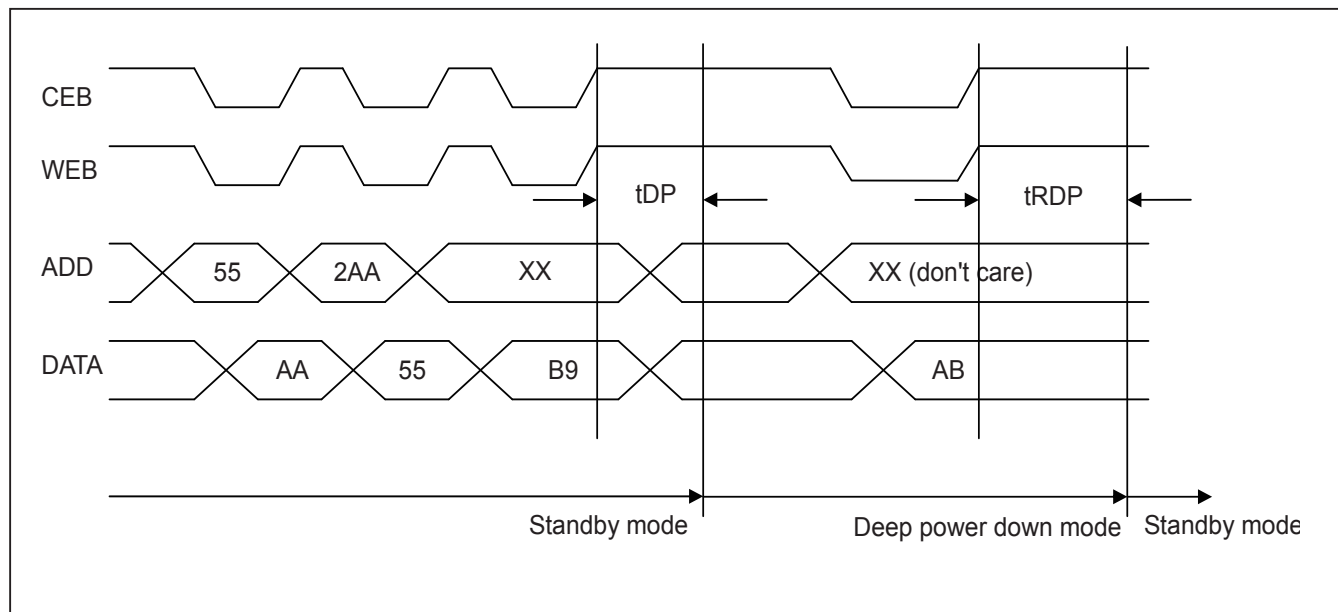 CEB
WEB
tDP
tRDP
ADD
55
2AA
XX
XX (don't care)
DATA
AA
55
B9
AB
Standby mode
Deep power down mode
Standby mode